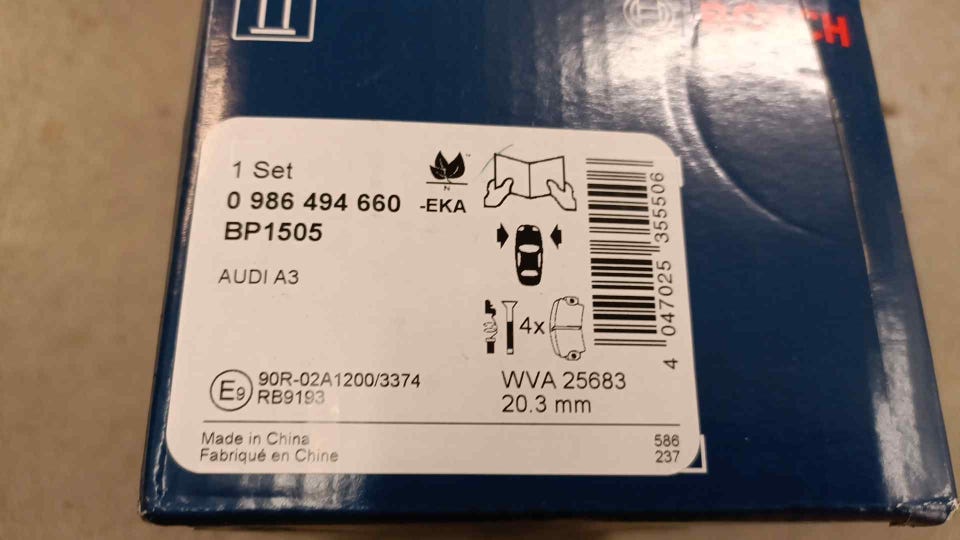 BOSCH
1 Set
0 986 494 660 -EKA
BP1505
AUDI A3
N
4x
4 047025 355506
E9 90R-02A1200/3374
RB9193
WVA 25683
20.3 mm
Made in China
Fabriqué en Chine
586
237